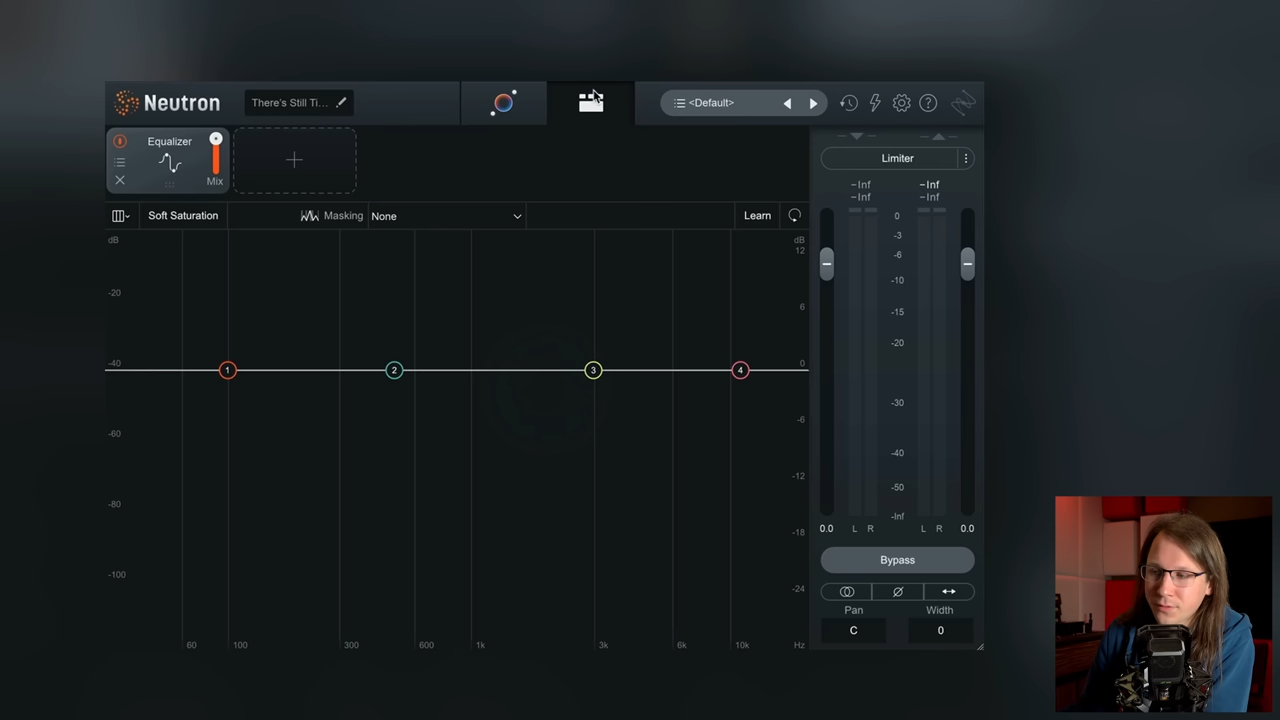 Neutron
There's Still Ti...
<Default>
Equalizer
Mix
Limiter
-Inf -Inf
-Inf -Inf
Soft Saturation
Masking
None
Learn
dB
-20
-40
-60
-80
-100
dB
12
6
0
-6
-12
-18
-24
1
2
3
4
60 100 300 600 1k 3k 6k 10k Hz
0
-3
-6
-10
-15
-20
-30
-40
-50
-Inf
0.0 L R L R 0.0
Bypass
Pan Width
C 0